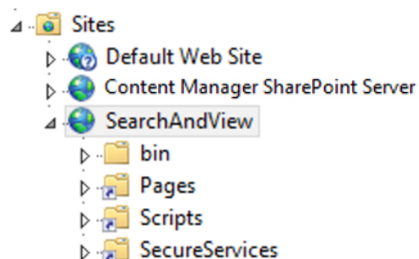 Sites
Default Web Site
Content Manager SharePoint Server
SearchAndView
bin
Pages
Scripts
SecureServices